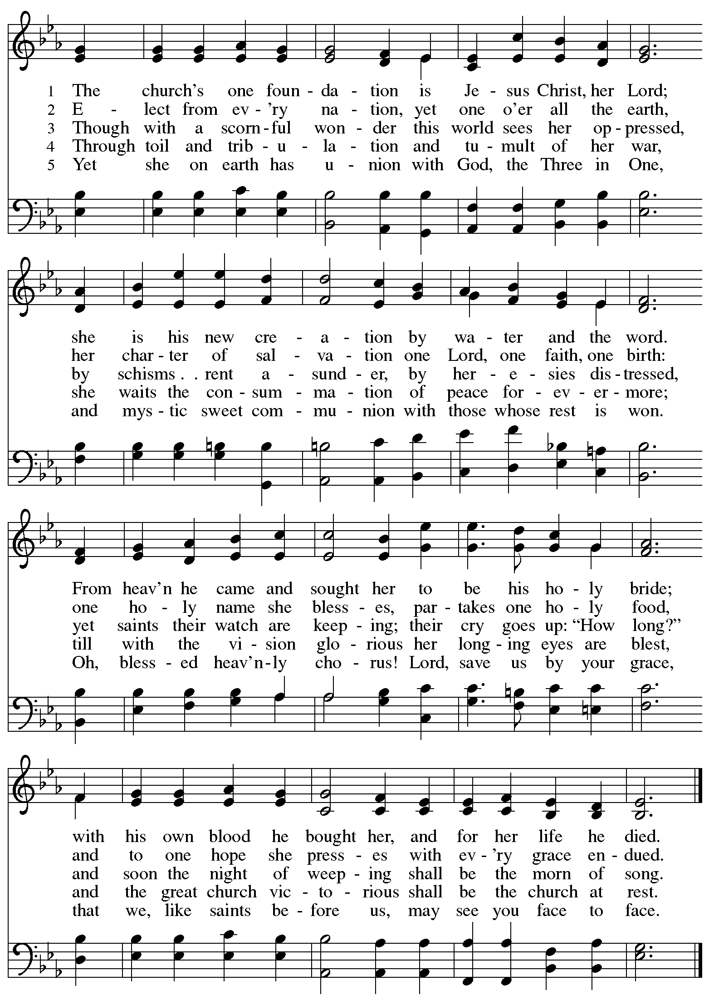 1 The church's one foun - da - tion is Je - sus Christ, her Lord;
2 E - lect from ev - 'ry na - tion, yet one o'er all the earth,
3 Though with a scorn - ful won - der this world sees her op - pressed,
4 Through toil and trib - u - la - tion and tu - mult of her war,
5 Yet she on earth has u - nion with God, the Three in One,
she is his new cre - a - tion by wa - ter and the word.
her char - ter of sal - va - tion one Lord, one faith, one birth:
by schisms . . rent a - sund - er, by her - e - sies dis - tressed,
she waits the con - sum - ma - tion of peace for - ev - er - more;
and mys - tic sweet com - mu - nion with those whose rest is won.
From heav'n he came and sought her to be his ho - ly bride;
one ho - ly name she bless - es, par - takes one ho - ly food,
yet saints their watch are keep - ing; their cry goes up: “How long?”
till with the vi - sion glo - rious her long - ing eyes are blest,
Oh, bless - ed heav'n - ly cho - rus! Lord, save us by your grace,
with his own blood he bought her, and for her life he died.
and to one hope she press - es with ev - 'ry grace en - dued.
and soon the night of weep - ing shall be the morn of song.
and the great church vic - to - rious shall be the church at rest.
that we, like saints be - fore us, may see you face to face.